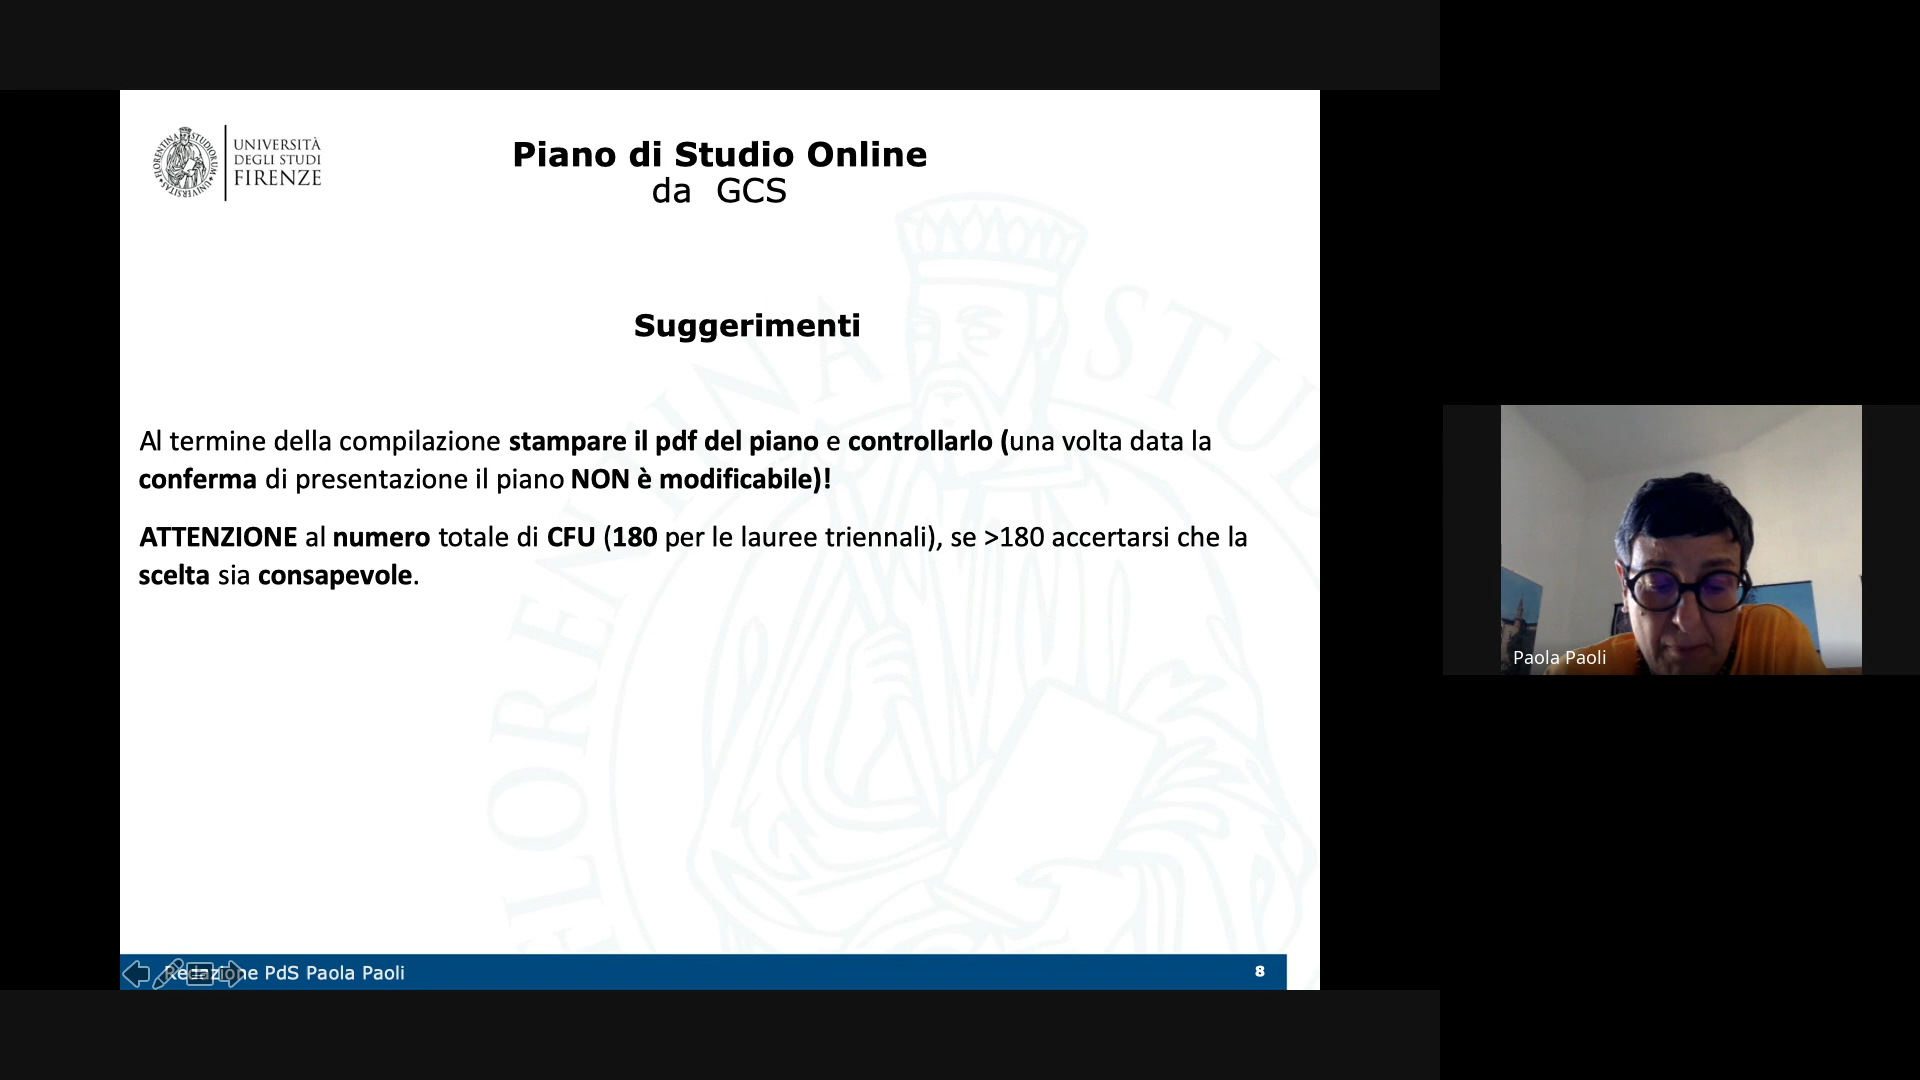 UNIVERSITÀ
DEGLI STUDI
FIRENZE
Piano di Studio Online
da GCS
Suggerimenti
Al termine della compilazione stampare il pdf del piano e controllarlo (una volta data la
conferma di presentazione il piano NON è modificabile)!
ATTENZIONE al numero totale di CFU (180 per le lauree triennali), se >180 accertarsi che la
scelta sia consapevole.
FLORENTINA STU
Redazione PdS Paola Paoli
8
Paola Paoli